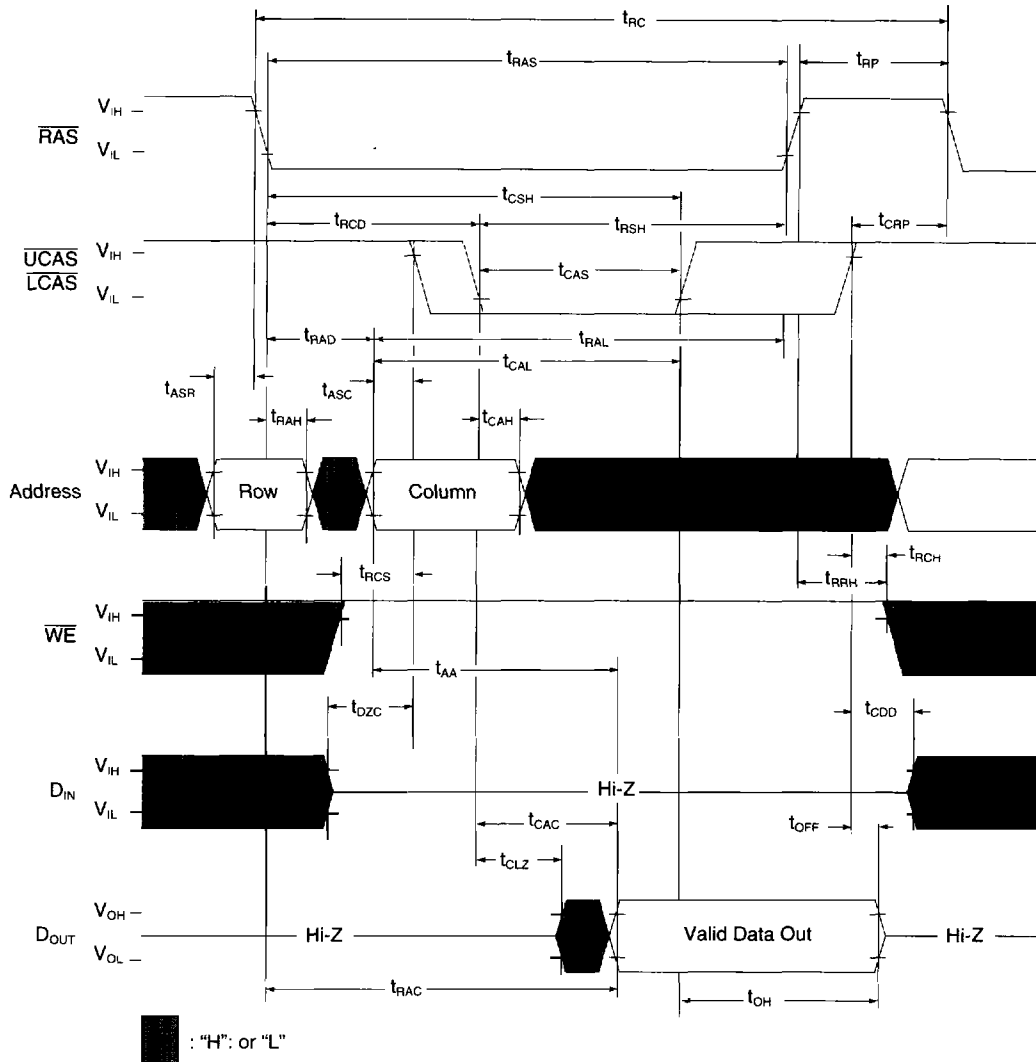 tRC
tRAS
tRP
VIH
RAS
VIL
tCSH
tRCD
tRSH
tCRP
UCAS
VIH
LCAS
VIL
tCAS
tRAD
tRAL
tCAL
tASR
tASC
tRAH
tCAH
VIH
Address
Row
Column
VIL
tRCS
tRCH
tRRH
VIH
WE
VIL
tAA
tDZC
tCDD
VIH
DIN
Hi-Z
VIL
tCAC
tOFF
tCLZ
VOH
DOUT
Hi-Z
Valid Data Out
Hi-Z
VOL
tRAC
tOH
: "H": or "L"